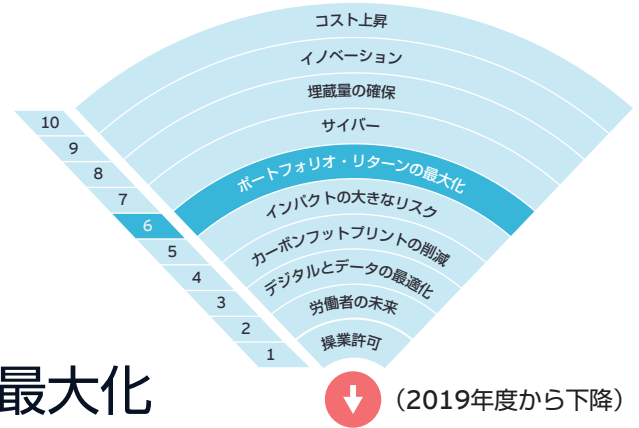 コスト上昇
イノベーション
埋蔵量の確保
サイバー
ポートフォリオ・リターンの最大化
インパクトの大きなリスク
カーボンフットプリントの削減
デジタルとデータの最適化
労働者の未来
操業許可
10
9
8
7
6
5
4
3
2
1
最大化
（2019年度から下降）